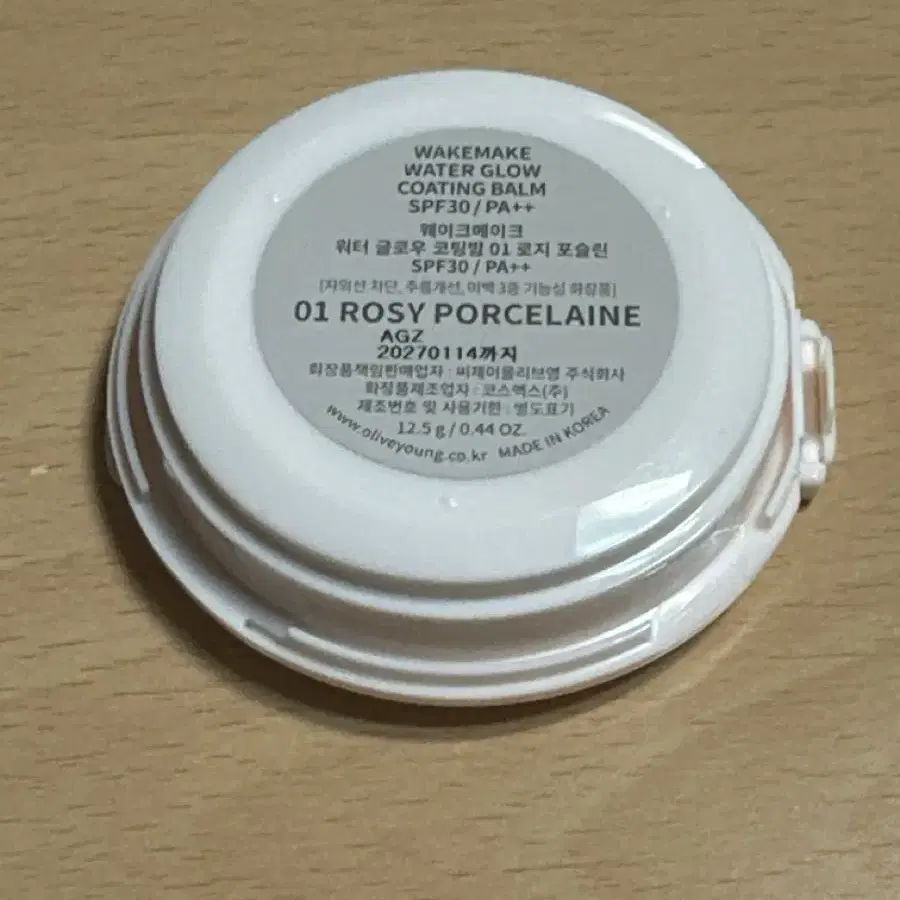 WAKEMAKE
WATER GLOW
COATING BALM
SPF30 / PA++
웨이크메이크
워터 글로우 코팅밤 01 로지 포슬린
SPF30 / PA++
[자외선 차단, 주름개선, 미백 3중 기능성 화장품]
01 ROSY PORCELAINE
AGZ
20270114까지
화장품책임판매업자 : 씨제이올리브영 주식회사
화장품제조업자 : 코스맥스(주)
제조번호 및 사용기한 : 별도표기
12.5 g / 0.44 OZ.
www.oliveyoung.co.kr MADE IN KOREA